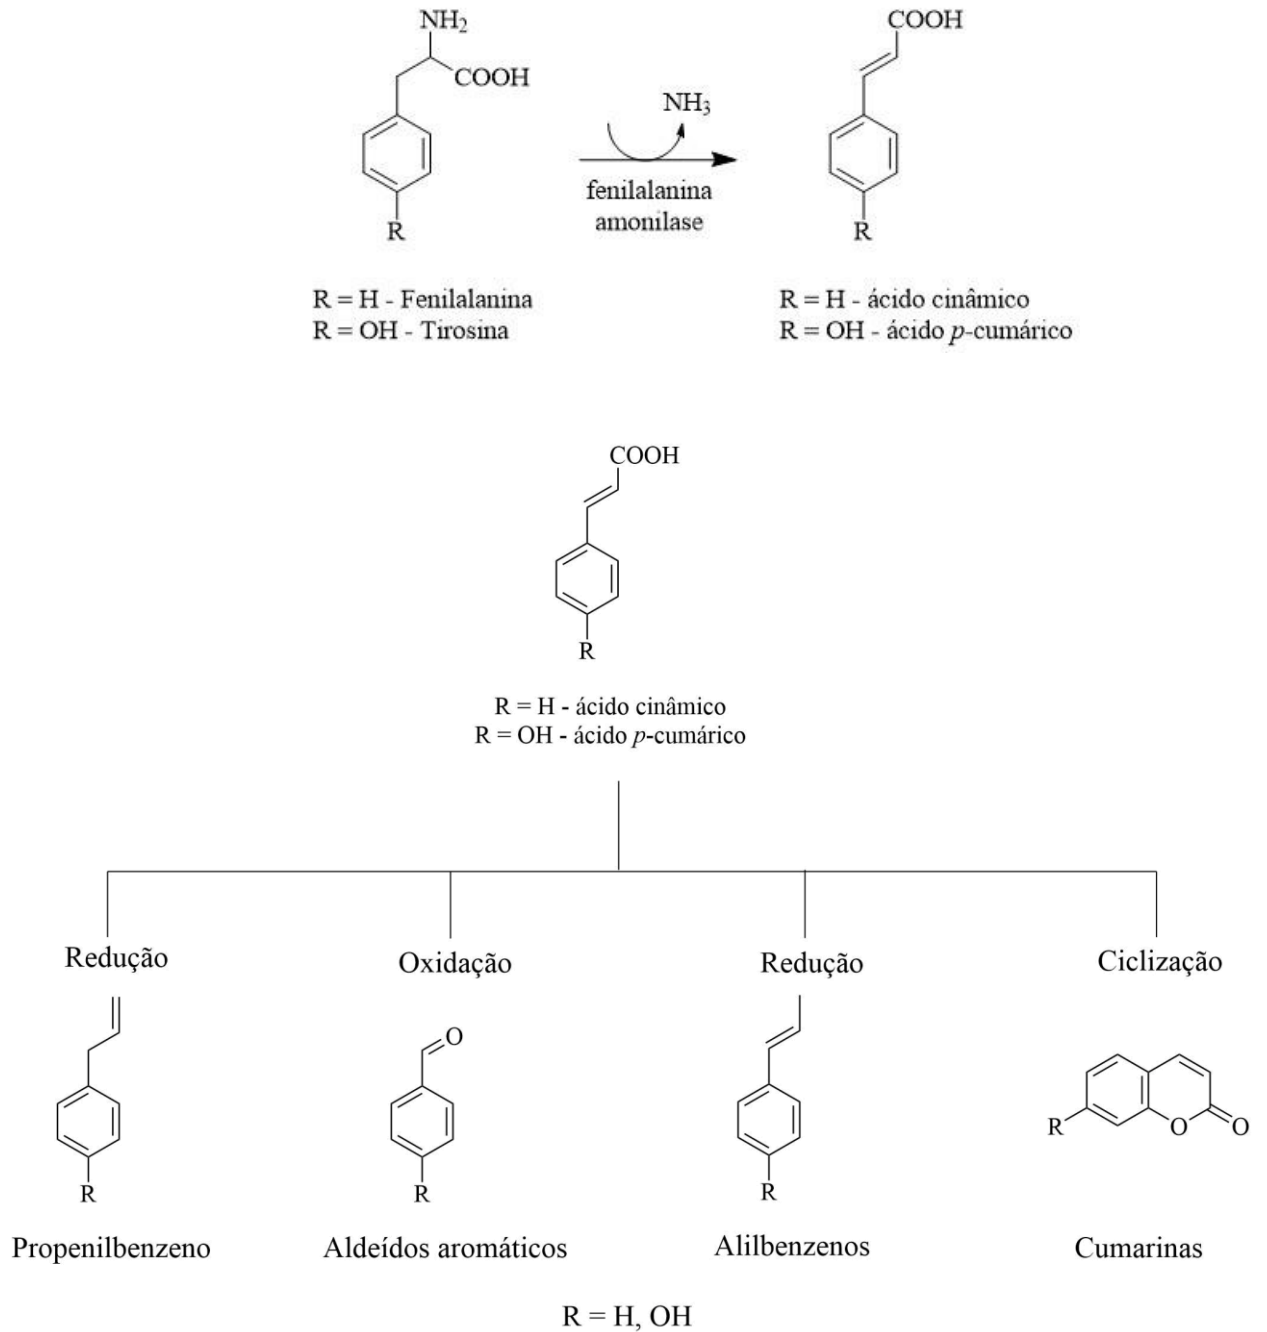 NH₂
COOH
R
NH₃
fenilalanina
amonilase
COOH
R
R = H - Fenilalanina
R = OH - Tirosina
R = H - ácido cinâmico
R = OH - ácido p-cumárico
COOH
R
R = H - ácido cinâmico
R = OH - ácido p-cumárico
Redução
Oxidação
Redução
Ciclização
R
O
R
R
R
O
O
Propenilbenzeno
Aldeídos aromáticos
Alilbenzenos
Cumarinas
R = H, OH